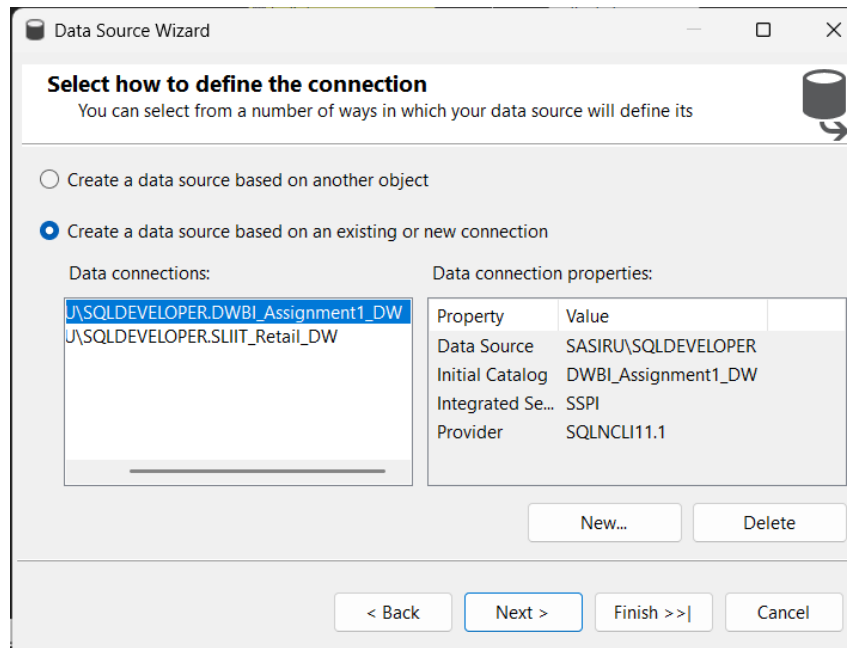 Data Source Wizard
Select how to define the connection
You can select from a number of ways in which your data source will define its
Create a data source based on another object
Create a data source based on an existing or new connection
Data connections:
U\SQLDEVELOPER.DWBI_Assignment1_DW
U\SQLDEVELOPER.SLIIT_Retail_DW
Data connection properties:
Property Value
Data Source SASIRU\SQLDEVELOPER
Initial Catalog DWBI_Assignment1_DW
Integrated Se... SSPI
Provider SQLNCLI11.1
New... Delete
< Back Next > Finish >>| Cancel